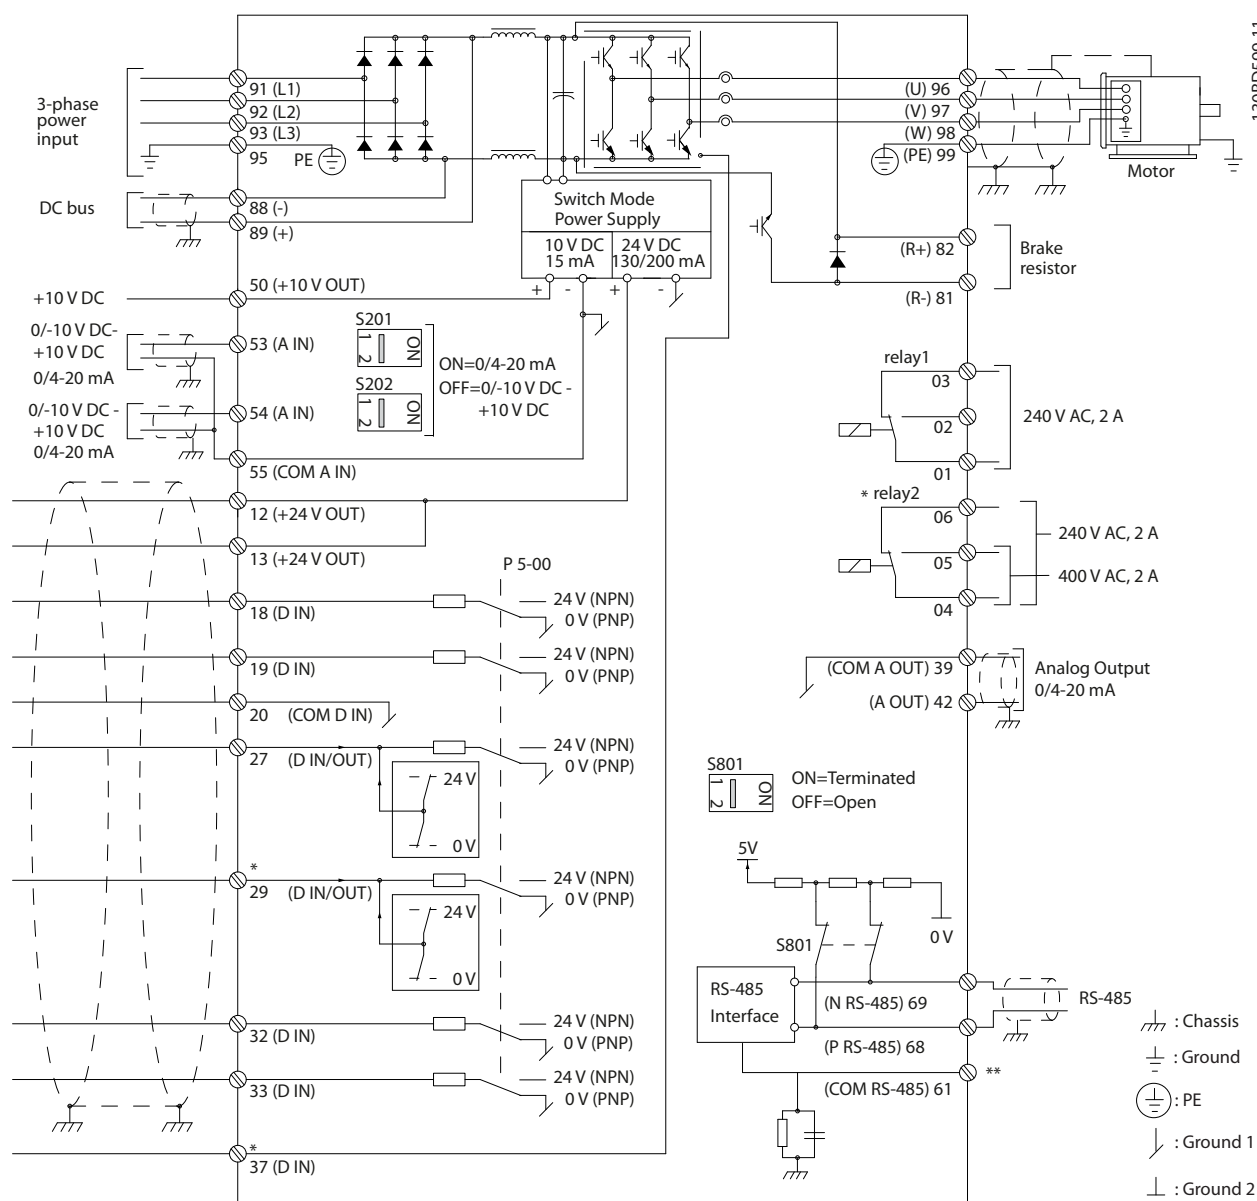 130BD599.11
3-phase
power
input
91 (L1)
92 (L2)
93 (L3)
95
PE
DC bus
88 (-)
89 (+)
Switch Mode
Power Supply
10 V DC
15 mA
24 V DC
130/200 mA
+ - + -
(U) 96
(V) 97
(W) 98
(PE) 99
Motor
(R+) 82
(R-) 81
Brake
resistor
+10 V DC
50 (+10 V OUT)
0/-10 V DC-
+10 V DC
0/4-20 mA
53 (A IN)
S201
1
2
ON
S202
1
2
ON
ON=0/4-20 mA
OFF=0/-10 V DC -
+10 V DC
0/-10 V DC -
+10 V DC
0/4-20 mA
54 (A IN)
55 (COM A IN)
12 (+24 V OUT)
13 (+24 V OUT)
P 5-00
18 (D IN)
24 V (NPN)
0 V (PNP)
19 (D IN)
24 V (NPN)
0 V (PNP)
20 (COM D IN)
27 (D IN/OUT)
24 V (NPN)
0 V (PNP)
24 V
0 V
*
29 (D IN/OUT)
24 V (NPN)
0 V (PNP)
24 V
0 V
32 (D IN)
24 V (NPN)
0 V (PNP)
33 (D IN)
24 V (NPN)
0 V (PNP)
*
37 (D IN)
relay1
03
02
01
240 V AC, 2 A
* relay2
06
05
04
240 V AC, 2 A
400 V AC, 2 A
(COM A OUT) 39
(A OUT) 42
Analog Output
0/4-20 mA
S801
1
2
ON
ON=Terminated
OFF=Open
5V
0 V
S801
RS-485
Interface
(N RS-485) 69
(P RS-485) 68
(COM RS-485) 61
**
RS-485
: Chassis
: Ground
: PE
: Ground 1
: Ground 2